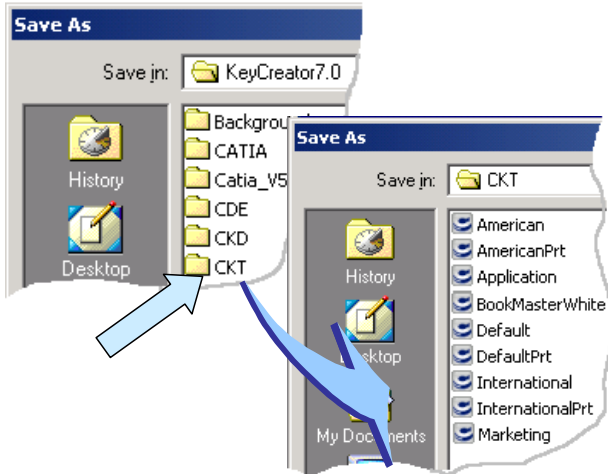 Save As
Save in: KeyCreator7.0
History
Desktop
CATIA
Catia_V5
CDE
CKD
CKT
Save As
Save in: CKT
History
My Documents
American
AmericanPrt
Application
BookMasterWhite
Default
DefaultPrt
International
InternationalPrt
Marketing